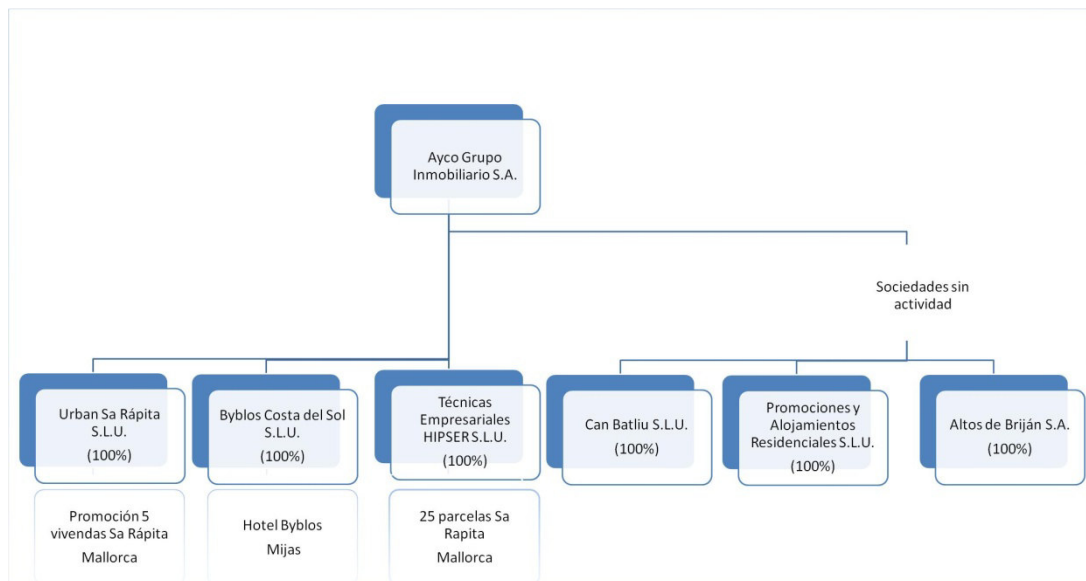 Ayco Grupo
Inmobiliario S.A.
Sociedades sin
actividad
Urban Sa Rápita
S.L.U.
(100%)
Byblos Costa del Sol
S.L.U.
(100%)
Técnicas
Empresariales
HIPSER S.L.U.
(100%)
Can Batliu S.L.U.
(100%)
Promociones y
Alojamientos
Residenciales S.L.U.
(100%)
Altos de Briján S.A.
(100%)
Promoción 5
viviendas Sa Rápita
Mallorca
Hotel Byblos
Mijas
25 parcelas Sa
Rapita
Mallorca